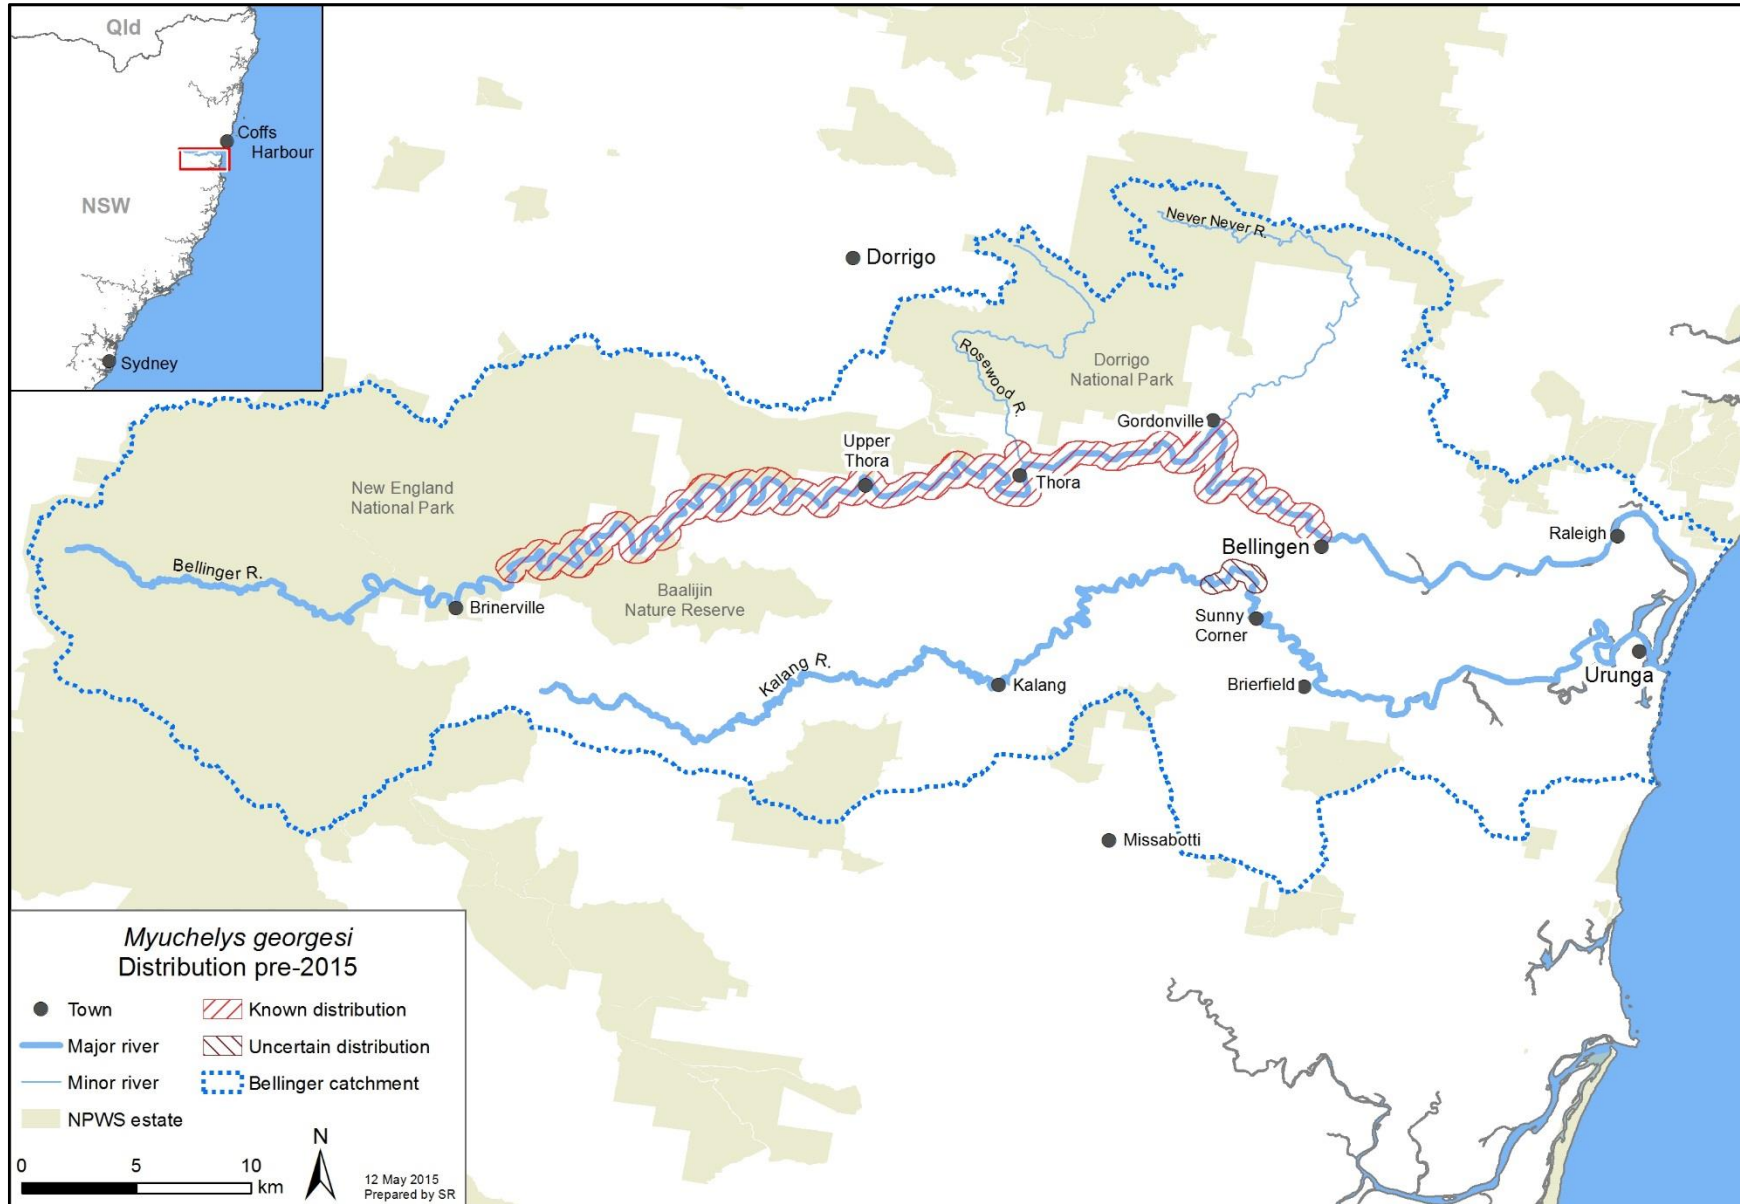 Qld
Coffs
Harbour
NSW
Sydney
Never Never R.
Dorrigo
Rosewood R.
Dorrigo
National Park
Gordonville
Upper
Thora
Thora
New England
National Park
Raleigh
Bellingen
Bellinger R.
Brinerville
Baalijin
Nature Reserve
Sunny
Corner
Urunga
Kalang R.
Kalang
Brierfield
Missabotti
Myuchelys georgesi
Distribution pre-2015
Town
Known distribution
Major river
Uncertain distribution
Minor river
Bellinger catchment
NPWS estate
N
0 5 10
km
12 May 2015
Prepared by SR